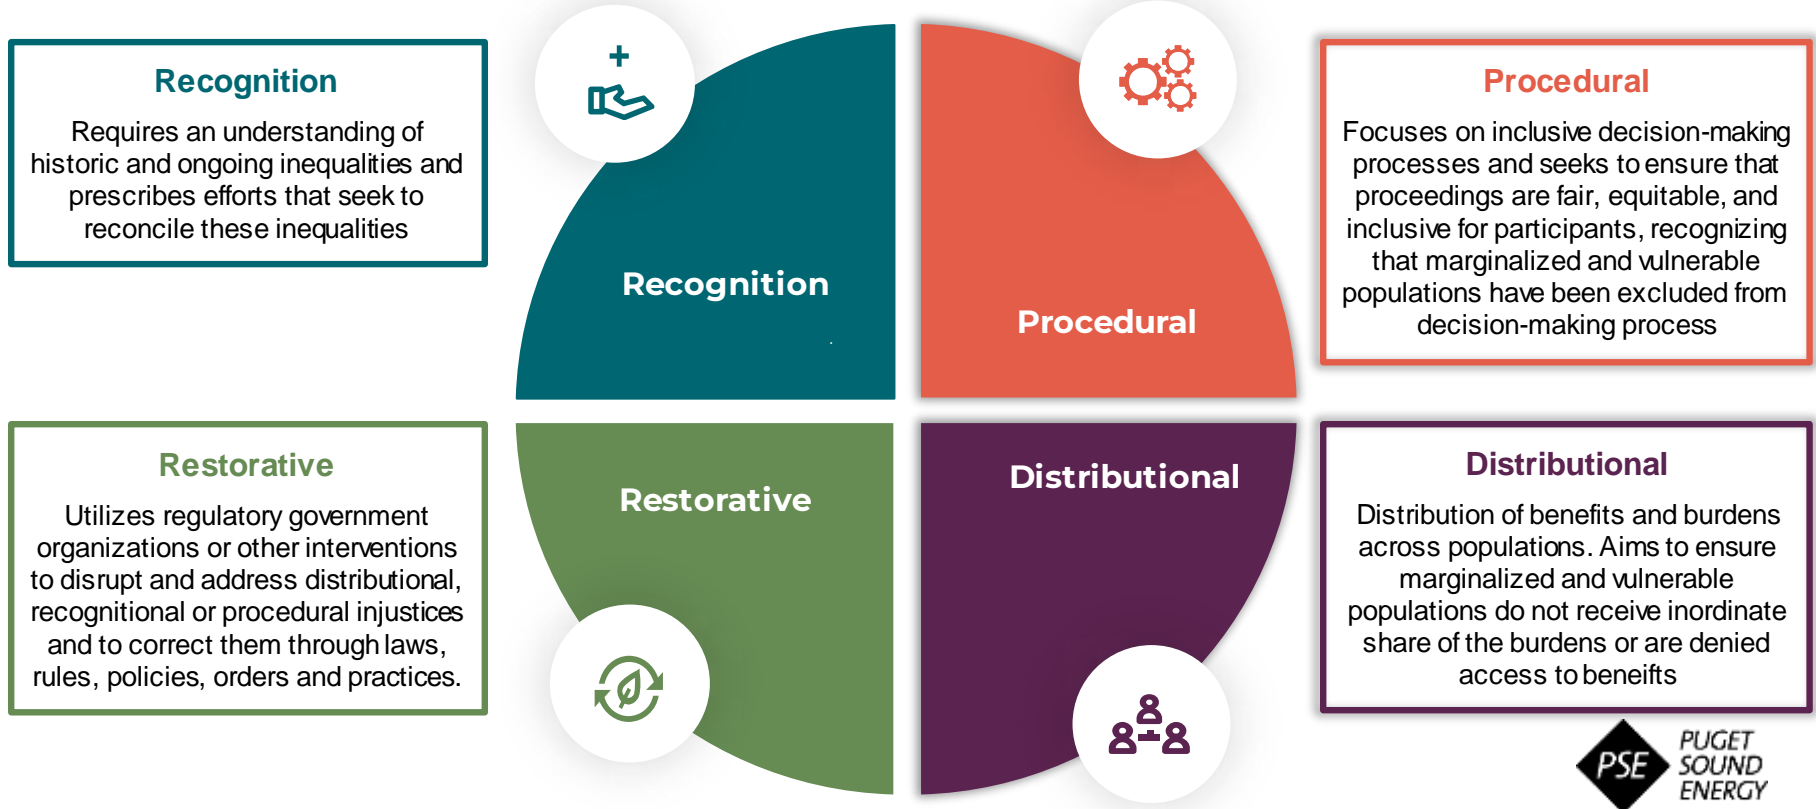 Recognition
Requires an understanding of
historic and ongoing inequalities and
prescribes efforts that seek to
reconcile these inequalities
Recognition
Procedural
Procedural
Focuses on inclusive decision-making
processes and seeks to ensure that
proceedings are fair, equitable, and
inclusive for participants, recognizing
that marginalized and vulnerable
populations have been excluded from
decision-making process
Restorative
Utilizes regulatory government
organizations or other interventions
to disrupt and address distributional,
recognitional or procedural injustices
and to correct them through laws,
rules, policies, orders and practices.
Restorative
Distributional
Distributional
Distribution of benefits and burdens
across populations. Aims to ensure
marginalized and vulnerable
populations do not receive inordinate
share of the burdens or are denied
access to beneifts
PSE
PUGET
SOUND
ENERGY